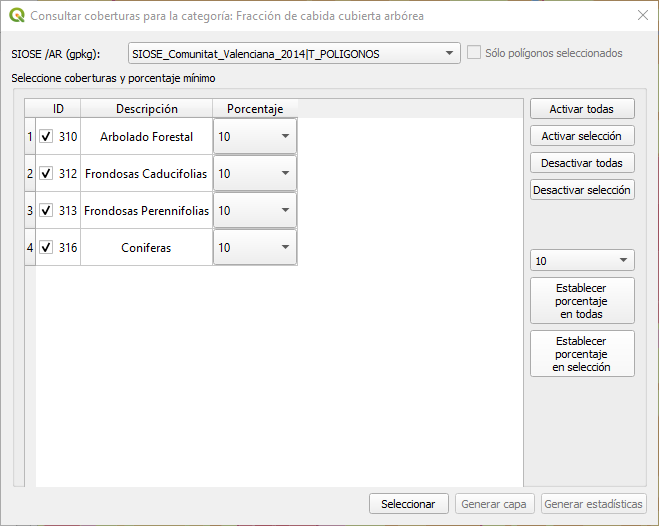 Consultar coberturas para la categoría: Fracción de cabida cubierta arbórea
SIOSE /AR (gpkg): SIOSE_Comunitat_Valenciana_2014|T_POLIGONOS Sólo polígonos seleccionados
Seleccione coberturas y porcentaje mínimo
ID Descripción Porcentaje
1 310 Arbolado Forestal 10
2 312 Frondosas Caducifolias 10
3 313 Frondosas Perennifolias 10
4 316 Coniferas 10
Activar todas
Activar selección
Desactivar todas
Desactivar selección
10
Establecer
porcentaje
en todas
Establecer
porcentaje
en selección
Seleccionar Generar capa Generar estadísticas